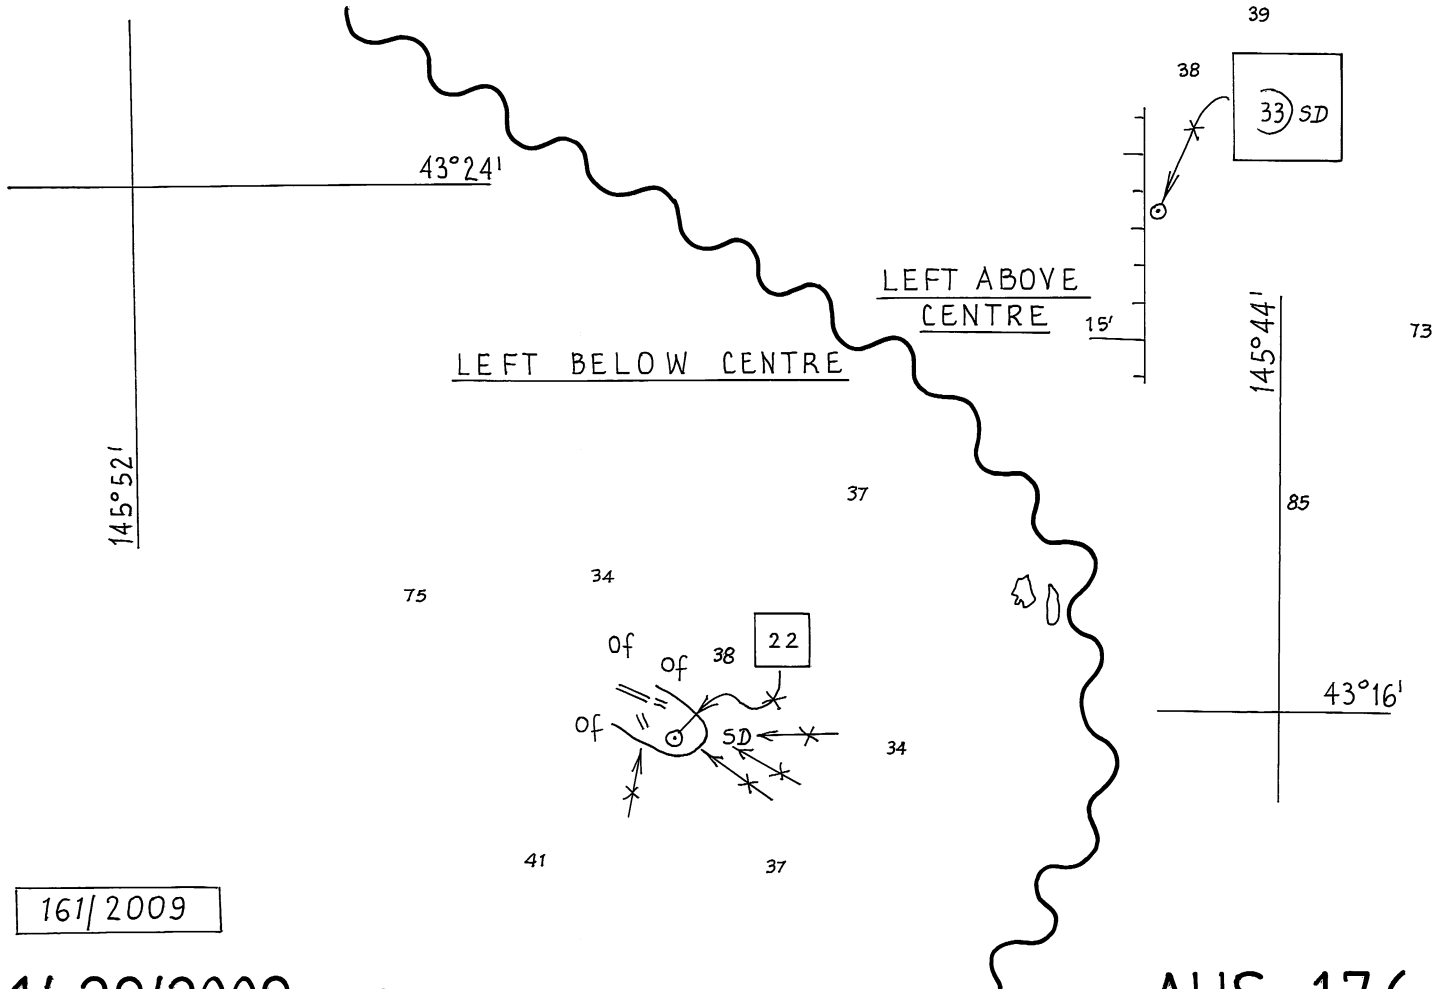 39
38
33 SD
43°24'
LEFT ABOVE
CENTRE
15'
145°44'
73
LEFT BELOW CENTRE
145°52'
37
85
34
75
22
Of
Of
38
43°16'
Of
SD
34
41
37
161/2009